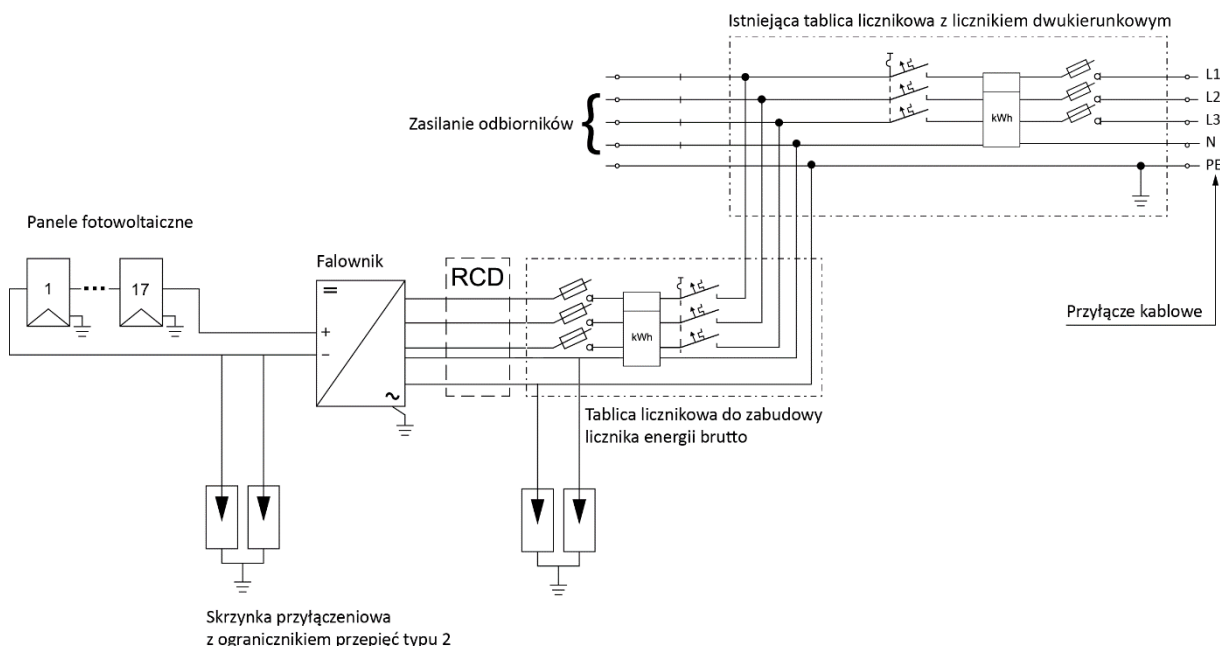 Istniejąca tablica licznikowa z licznikiem dwukierunkowym
L1
L2
kWh
L3
Zasilanie odbiorników
N
PE
Panele fotowoltaiczne
Falownik
RCD
1
17
Przyłącze kablowe
+
−
kWh
~
Tablica licznikowa do zabudowy
licznika energii brutto
Skrzynka przyłączeniowa
z ogranicznikiem przepięć typu 2